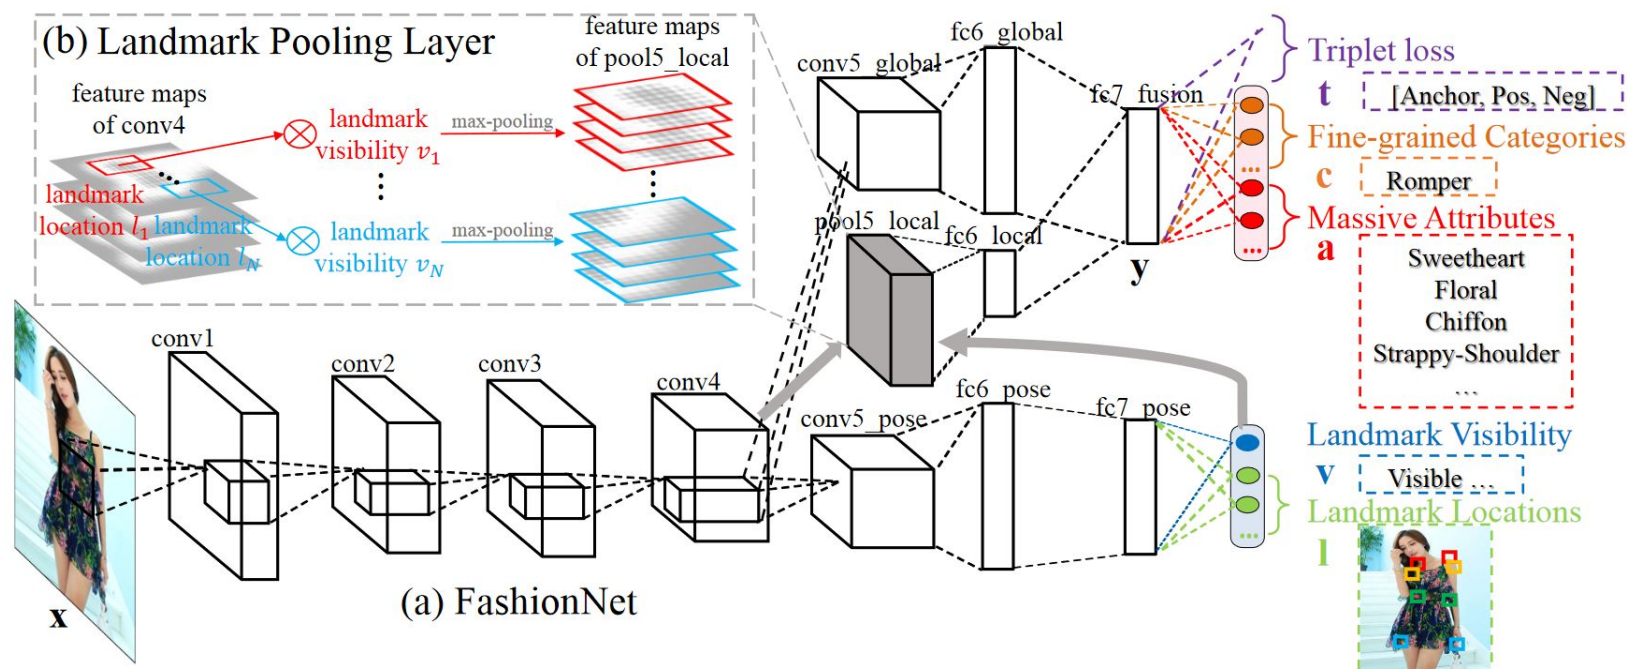 (b) Landmark Pooling Layer
feature maps
of conv4
landmark
location l1
landmark
location lN
landmark
visibility v1
max-pooling
landmark
visibility vN
max-pooling
feature maps
of pool5_local
conv1
conv2
conv3
conv4
x
(a) FashionNet
conv5_global
fc6_global
pool5_local
fc6_local
fc7_fusion
y
conv5_pose
fc6_pose
fc7_pose
Triplet loss
t
[Anchor, Pos, Neg]
Fine-grained Categories
c
Romper
Massive Attributes
a
Sweetheart
Floral
Chiffon
Strappy-Shoulder
...
Landmark Visibility
v
Visible ...
Landmark Locations
l